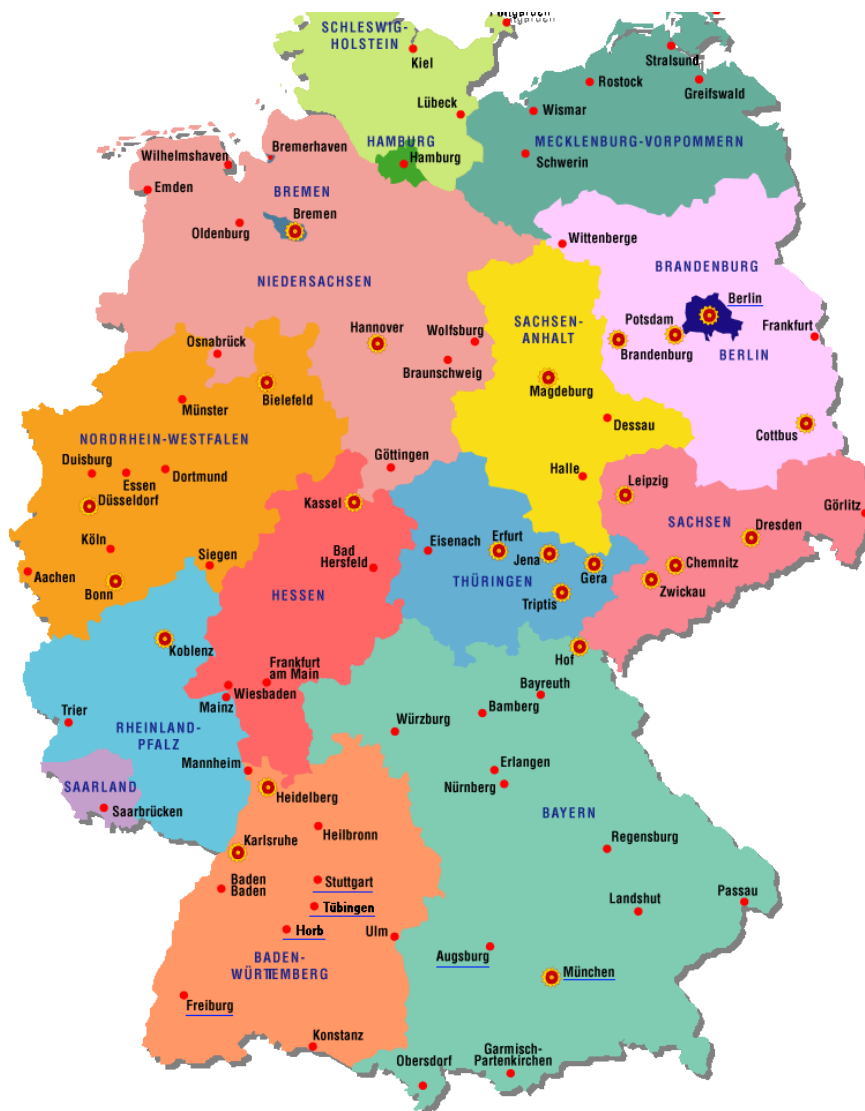 Puttgarden
SCHLESWIG-
HOLSTEIN
Kiel
Stralsund
Rostock
Greifswald
Lübeck
Wismar
HAMBURG
MECKLENBURG-VORPOMMERN
Bremerhaven
Wilhelmshaven
Hamburg
Schwerin
Emden
BREMEN
Bremen
Oldenburg
Wittenberge
BRANDENBURG
NIEDERSACHSEN
Berlin
Potsdam
Frankfurt
Hannover
Wolfsburg
SACHSEN-
ANHALT
Osnabrück
Brandenburg
BERLIN
Braunschweig
Magdeburg
Bielefeld
Münster
Dessau
Cottbus
NORDRHEIN-WESTFALEN
Göttingen
Duisburg
Essen
Dortmund
Halle
Leipzig
Düsseldorf
Kassel
Görlitz
SACHSEN
Dresden
Köln
Bad
Hersfeld
Eisenach
Erfurt
Jena
Siegen
Chemnitz
Aachen
Gera
THÜRINGEN
Zwickau
Bonn
HESSEN
Triptis
Koblenz
Hof
Frankfurt
am Main
Wiesbaden
Bayreuth
Mainz
Bamberg
Trier
Würzburg
RHEINLAND-
PFALZ
Mannheim
Erlangen
SAARLAND
Nürnberg
Heidelberg
Saarbrücken
BAYERN
Heilbronn
Karlsruhe
Regensburg
Baden
Baden
Stuttgart
Passau
Landshut
Tübingen
Horb
Ulm
Augsburg
BADEN-
WÜRTTEMBERG
München
Freiburg
Konstanz
Obersdorf
Garmisch-
Partenkirchen